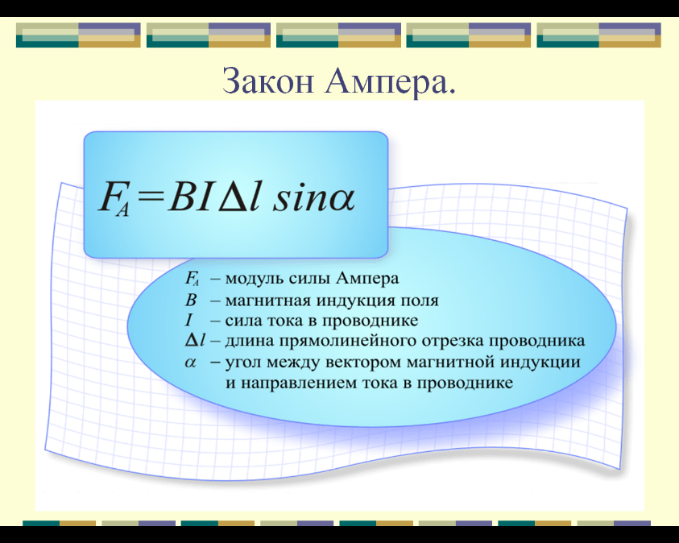 Закон Ампера.
F_A = BIΔl sinα
F_A – модуль силы Ампера
B – магнитная индукция поля
I – сила тока в проводнике
Δl – длина прямолинейного отрезка проводника
α – угол между вектором магнитной индукции
и направлением тока в проводнике